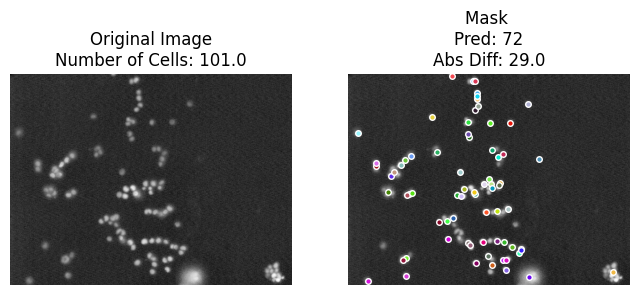 Original Image
Number of Cells: 101.0
Mask
Pred: 72
Abs Diff: 29.0